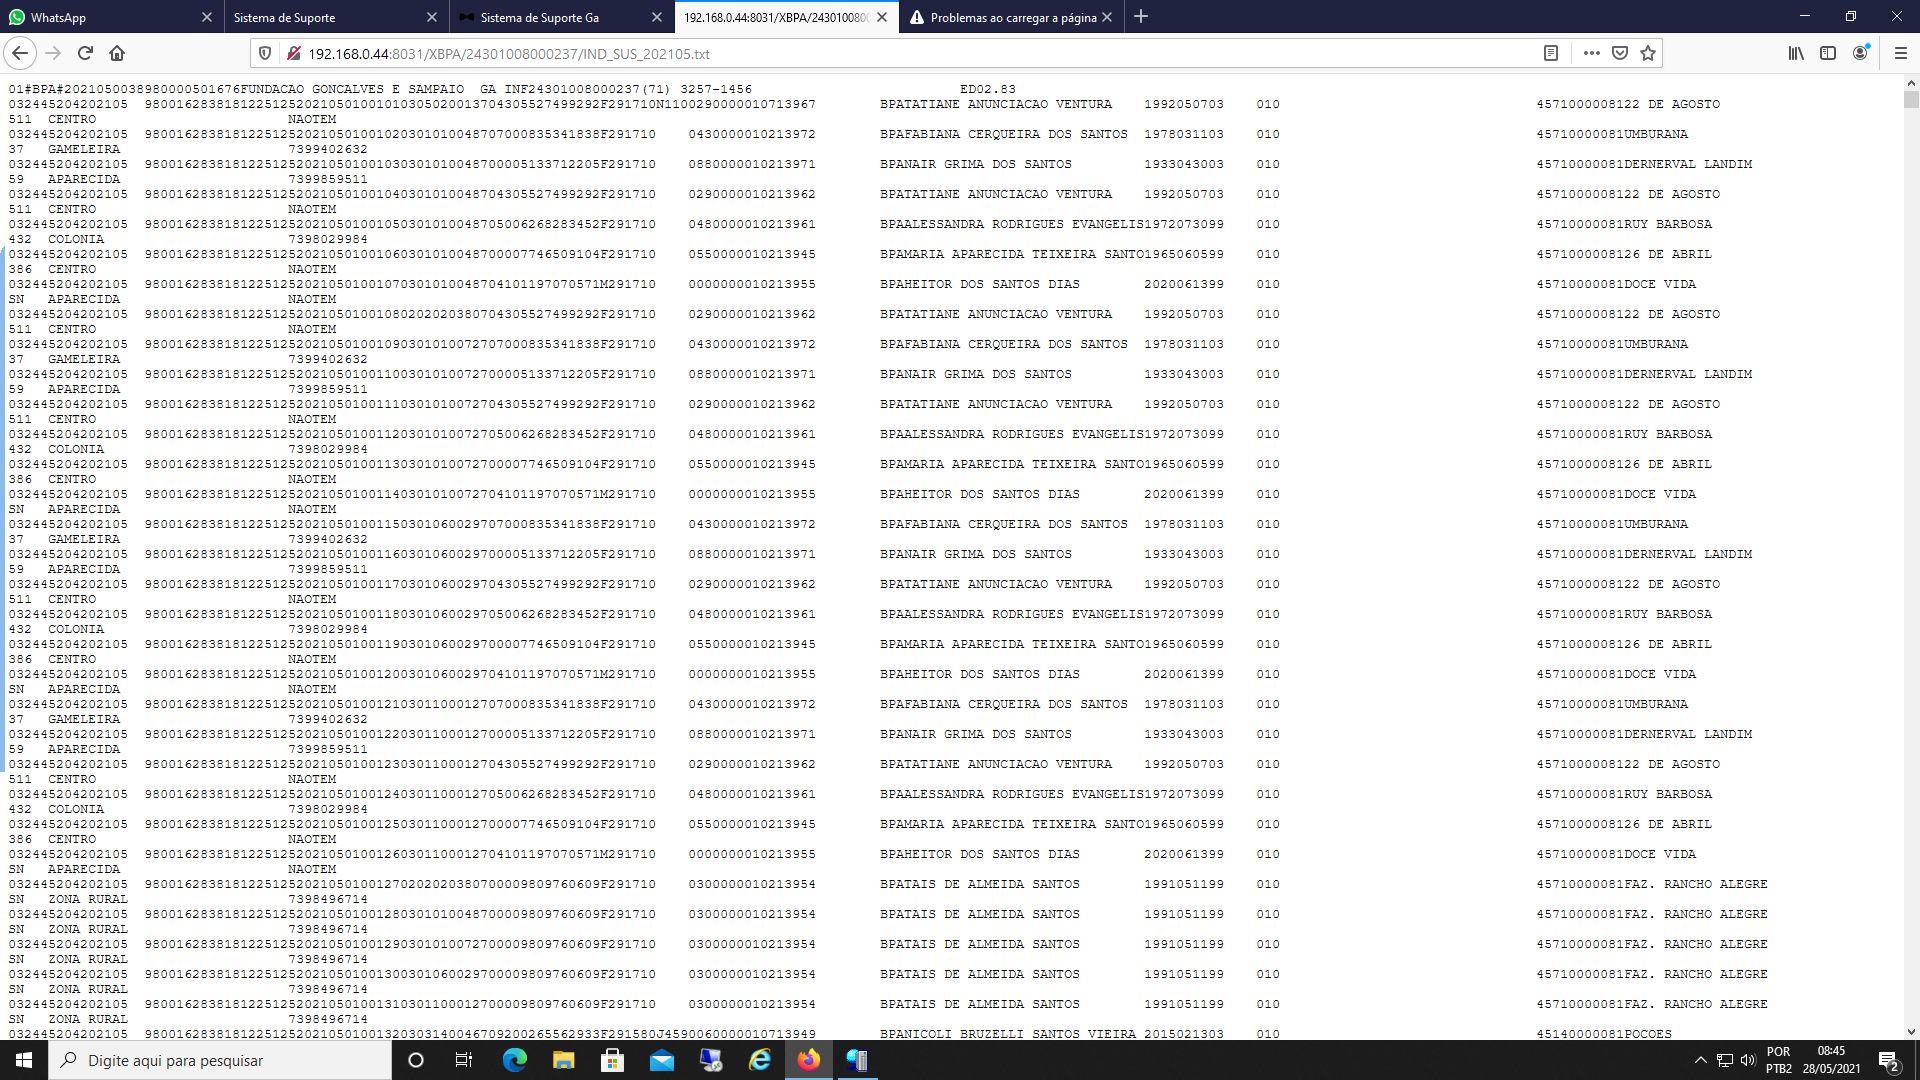 WhatsApp
Sistema de Suporte
Sistema de Suporte Ga
192.168.0.44:8031/XBPA/2430100800
Problemas ao carregar a página
192.168.0.44:8031/XBPA/24301008000237/IND_SUS_202105.txt
01#BPA#2021050038980000501676FUNDACAO GONCALVES E SAMPAIO  GA INF24301008000237(71) 3257-1456 ED02.83
032445204202105 980016283818122512520210501001010305020013704305527499292F291710N1100290000010713967 BPATATIANE ANUNCIACAO VENTURA 1992050703 010 4571000008122 DE AGOSTO
511 CENTRO NAOTEM
032445204202105 980016283818122512520210501001020301010048707000835341838F291710 0430000010213972 BPAFABIANA CERQUEIRA DOS SANTOS 1978031103 010 45710000081UMBURANA
37 GAMELEIRA 7399402632
032445204202105 980016283818122512520210501001030301010048700005133712205F291710 0880000010213971 BPANAIR GRIMA DOS SANTOS 1933043003 010 45710000081DERNERVAL LANDIM
59 APARECIDA 7399859511
032445204202105 980016283818122512520210501001040301010048704305527499292F291710 0290000010213962 BPATATIANE ANUNCIACAO VENTURA 1992050703 010 4571000008122 DE AGOSTO
511 CENTRO NAOTEM
032445204202105 980016283818122512520210501001050301010048705006268283452F291710 0480000010213961 BPAALESSANDRA RODRIGUES EVANGELIS1972073099 010 45710000081RUY BARBOSA
432 COLONIA 7398029984
032445204202105 980016283818122512520210501001060301010048700007746509104F291710 0550000010213945 BPAMARIA APARECIDA TEIXEIRA SANTO1965060599 010 4571000008126 DE ABRIL
386 CENTRO NAOTEM
032445204202105 980016283818122512520210501001070301010048704101197070571M291710 0000000010213955 BPAHEITOR DOS SANTOS DIAS 2020061399 010 45710000081DOCE VIDA
SN APARECIDA NAOTEM
032445204202105 980016283818122512520210501001080202020380704305527499292F291710 0290000010213962 BPATATIANE ANUNCIACAO VENTURA 1992050703 010 4571000008122 DE AGOSTO
511 CENTRO NAOTEM
032445204202105 980016283818122512520210501001090301010072707000835341838F291710 0430000010213972 BPAFABIANA CERQUEIRA DOS SANTOS 1978031103 010 45710000081UMBURANA
37 GAMELEIRA 7399402632
032445204202105 980016283818122512520210501001100301010072700005133712205F291710 0880000010213971 BPANAIR GRIMA DOS SANTOS 1933043003 010 45710000081DERNERVAL LANDIM
59 APARECIDA 7399859511
032445204202105 980016283818122512520210501001110301010072704305527499292F291710 0290000010213962 BPATATIANE ANUNCIACAO VENTURA 1992050703 010 4571000008122 DE AGOSTO
511 CENTRO NAOTEM
032445204202105 980016283818122512520210501001120301010072705006268283452F291710 0480000010213961 BPAALESSANDRA RODRIGUES EVANGELIS1972073099 010 45710000081RUY BARBOSA
432 COLONIA 7398029984
032445204202105 980016283818122512520210501001130301010072700007746509104F291710 0550000010213945 BPAMARIA APARECIDA TEIXEIRA SANTO1965060599 010 4571000008126 DE ABRIL
386 CENTRO NAOTEM
032445204202105 980016283818122512520210501001140301010072704101197070571M291710 0000000010213955 BPAHEITOR DOS SANTOS DIAS 2020061399 010 45710000081DOCE VIDA
SN APARECIDA NAOTEM
032445204202105 980016283818122512520210501001150301060029707000835341838F291710 0430000010213972 BPAFABIANA CERQUEIRA DOS SANTOS 1978031103 010 45710000081UMBURANA
37 GAMELEIRA 7399402632
032445204202105 980016283818122512520210501001160301060029700005133712205F291710 0880000010213971 BPANAIR GRIMA DOS SANTOS 1933043003 010 45710000081DERNERVAL LANDIM
59 APARECIDA 7399859511
032445204202105 980016283818122512520210501001170301060029704305527499292F291710 0290000010213962 BPATATIANE ANUNCIACAO VENTURA 1992050703 010 4571000008122 DE AGOSTO
511 CENTRO NAOTEM
032445204202105 980016283818122512520210501001180301060029705006268283452F291710 0480000010213961 BPAALESSANDRA RODRIGUES EVANGELIS1972073099 010 45710000081RUY BARBOSA
432 COLONIA 7398029984
032445204202105 980016283818122512520210501001190301060029700007746509104F291710 0550000010213945 BPAMARIA APARECIDA TEIXEIRA SANTO1965060599 010 4571000008126 DE ABRIL
386 CENTRO NAOTEM
032445204202105 980016283818122512520210501001200301060029704101197070571M291710 0000000010213955 BPAHEITOR DOS SANTOS DIAS 2020061399 010 45710000081DOCE VIDA
SN APARECIDA NAOTEM
032445204202105 980016283818122512520210501001210301100012707000835341838F291710 0430000010213972 BPAFABIANA CERQUEIRA DOS SANTOS 1978031103 010 45710000081UMBURANA
37 GAMELEIRA 7399402632
032445204202105 980016283818122512520210501001220301100012700005133712205F291710 0880000010213971 BPANAIR GRIMA DOS SANTOS 1933043003 010 45710000081DERNERVAL LANDIM
59 APARECIDA 7399859511
032445204202105 980016283818122512520210501001230301100012704305527499292F291710 0290000010213962 BPATATIANE ANUNCIACAO VENTURA 1992050703 010 4571000008122 DE AGOSTO
511 CENTRO NAOTEM
032445204202105 980016283818122512520210501001240301100012705006268283452F291710 0480000010213961 BPAALESSANDRA RODRIGUES EVANGELIS1972073099 010 45710000081RUY BARBOSA
432 COLONIA 7398029984
032445204202105 980016283818122512520210501001250301100012700007746509104F291710 0550000010213945 BPAMARIA APARECIDA TEIXEIRA SANTO1965060599 010 4571000008126 DE ABRIL
386 CENTRO NAOTEM
032445204202105 980016283818122512520210501001260301100012704101197070571M291710 0000000010213955 BPAHEITOR DOS SANTOS DIAS 2020061399 010 45710000081DOCE VIDA
SN APARECIDA NAOTEM
032445204202105 980016283818122512520210501001270202020380700009809760609F291710 0300000010213954 BPATAIS DE ALMEIDA SANTOS 1991051199 010 45710000081FAZ. RANCHO ALEGRE
SN ZONA RURAL 7398496714
032445204202105 980016283818122512520210501001280301010048700009809760609F291710 0300000010213954 BPATAIS DE ALMEIDA SANTOS 1991051199 010 45710000081FAZ. RANCHO ALEGRE
SN ZONA RURAL 7398496714
032445204202105 980016283818122512520210501001290301010072700009809760609F291710 0300000010213954 BPATAIS DE ALMEIDA SANTOS 1991051199 010 45710000081FAZ. RANCHO ALEGRE
SN ZONA RURAL 7398496714
032445204202105 980016283818122512520210501001300301060029700009809760609F291710 0300000010213954 BPATAIS DE ALMEIDA SANTOS 1991051199 010 45710000081FAZ. RANCHO ALEGRE
SN ZONA RURAL 7398496714
032445204202105 980016283818122512520210501001310301100012700009809760609F291710 0300000010213954 BPATAIS DE ALMEIDA SANTOS 1991051199 010 45710000081FAZ. RANCHO ALEGRE
SN ZONA RURAL 7398496714
032445204202105 980016283818122512520210501001320303140046709200265562933F291580J4590060000010713949 BPANICOLI BRUZELLI SANTOS VIEIRA 2015021303 010 45140000081POCOES
Digite aqui para pesquisar
POR
PTB2
08:45
28/05/2021
2